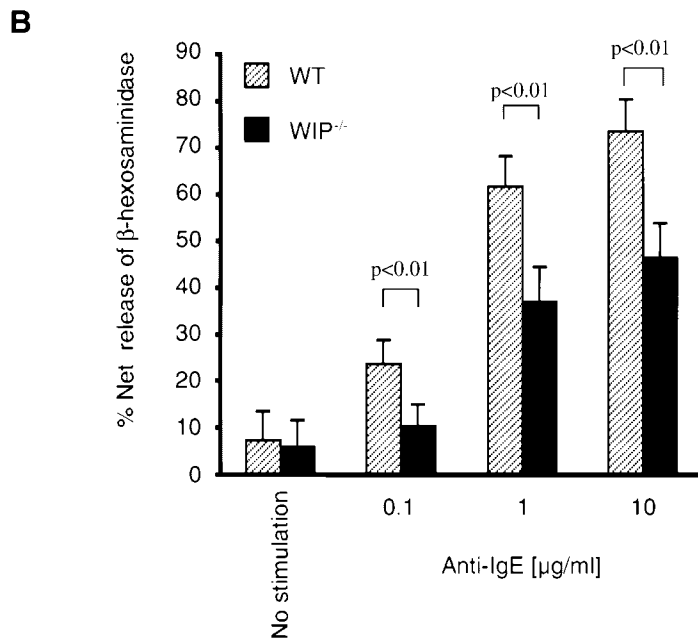 B
% Net release of β-hexosaminidase
90
80
70
60
50
40
30
20
10
0
WT
WIP⁻/⁻
p<0.01
p<0.01
p<0.01
No stimulation
0.1
1
10
Anti-IgE [µg/ml]